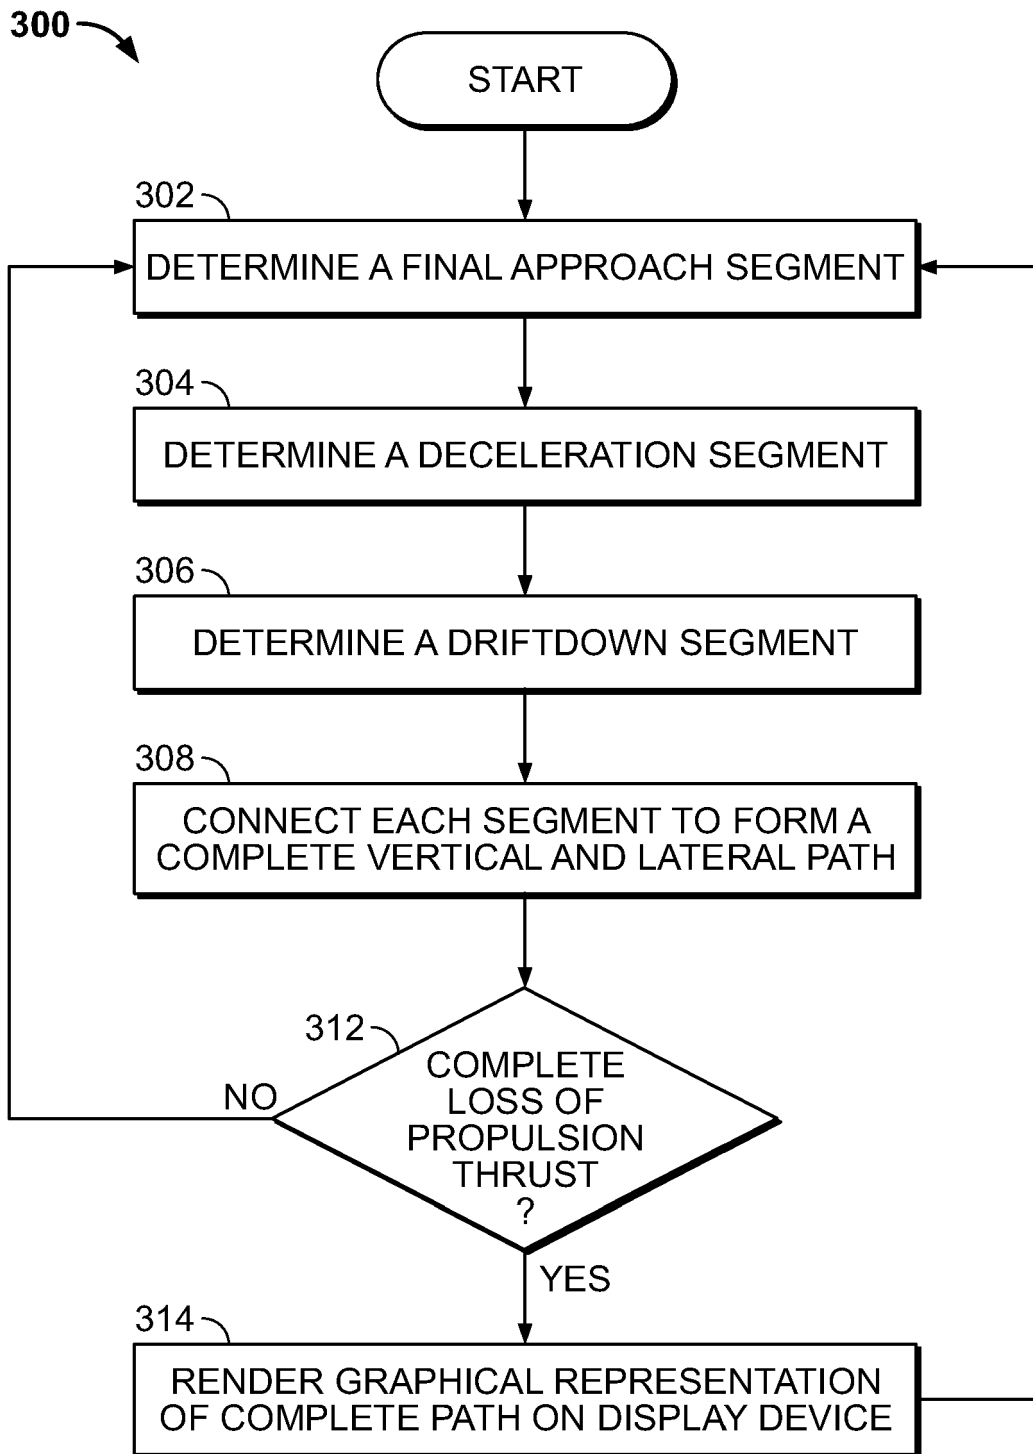 300
START
302
DETERMINE A FINAL APPROACH SEGMENT
304
DETERMINE A DECELERATION SEGMENT
306
DETERMINE A DRIFTDOWN SEGMENT
308
CONNECT EACH SEGMENT TO FORM A
COMPLETE VERTICAL AND LATERAL PATH
312
COMPLETE
LOSS OF
PROPULSION
THRUST
?
NO
YES
314
RENDER GRAPHICAL REPRESENTATION
OF COMPLETE PATH ON DISPLAY DEVICE